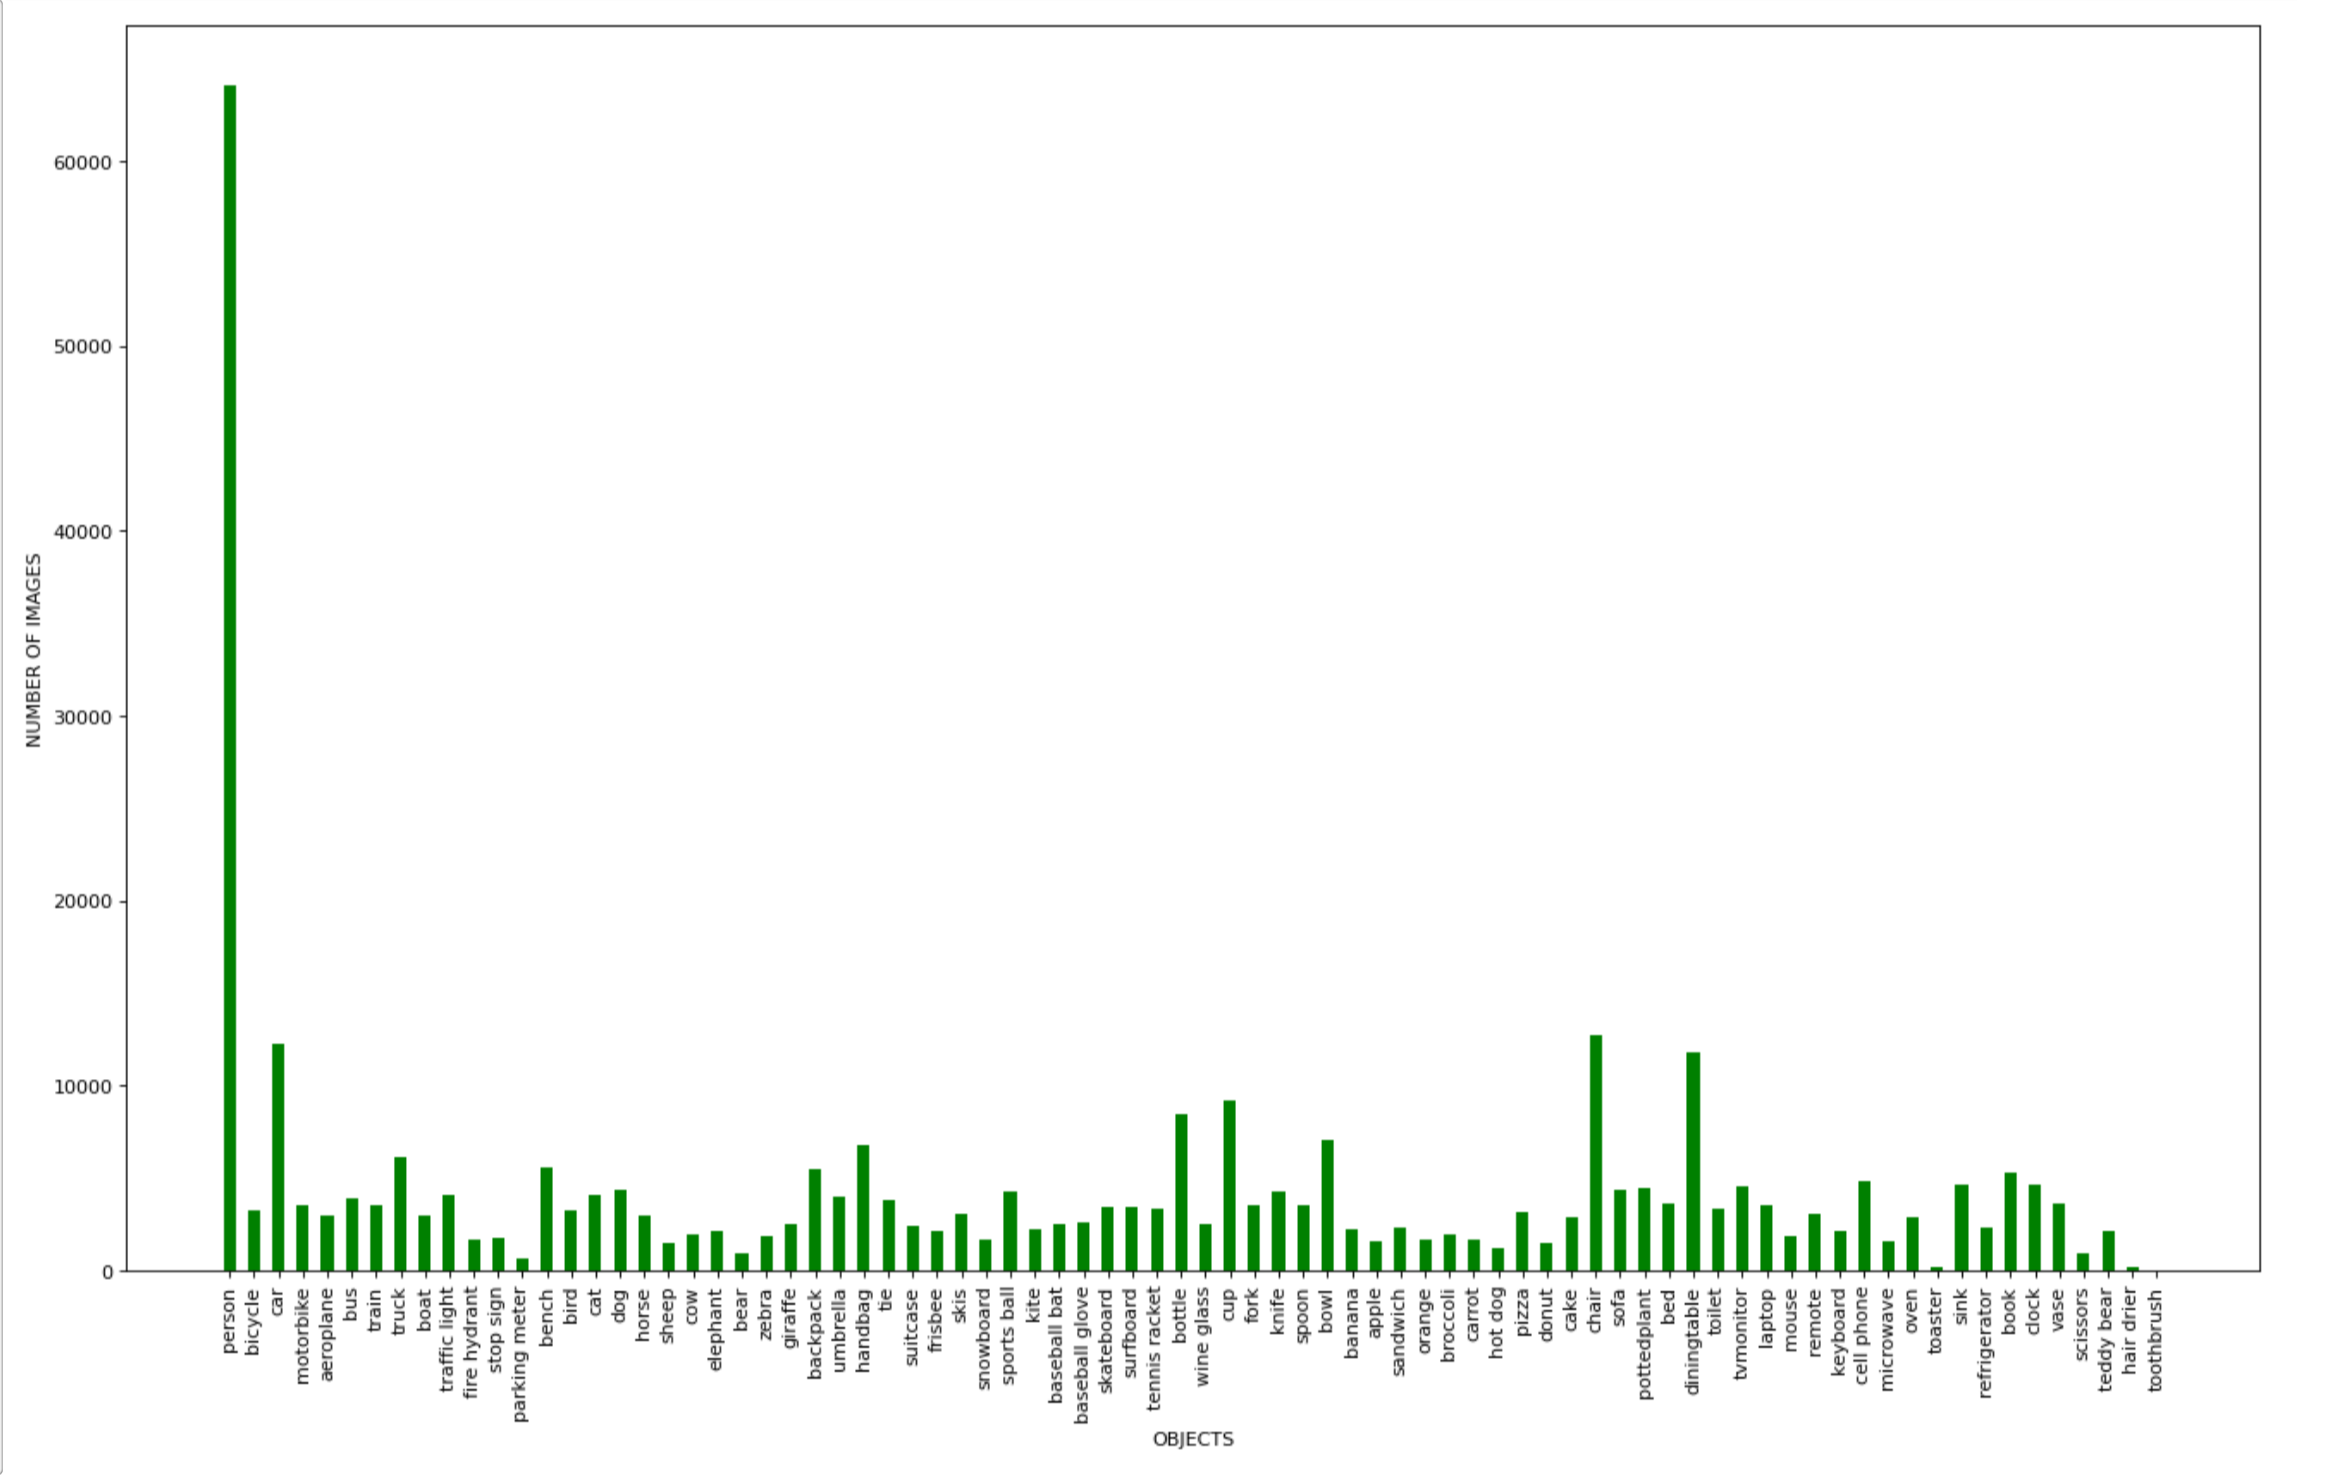 NUMBER OF IMAGES
60000
50000
40000
30000
20000
10000
0
person
bicycle
car
motorbike
aeroplane
bus
train
truck
boat
traffic light
fire hydrant
stop sign
parking meter
bench
bird
cat
dog
horse
sheep
cow
elephant
bear
zebra
giraffe
backpack
umbrella
handbag
tie
suitcase
frisbee
skis
snowboard
sports ball
kite
baseball bat
baseball glove
skateboard
surfboard
tennis racket
bottle
wine glass
cup
fork
knife
spoon
bowl
banana
apple
sandwich
orange
broccoli
carrot
hot dog
pizza
donut
cake
chair
sofa
pottedplant
bed
diningtable
toilet
tvmonitor
laptop
mouse
remote
keyboard
cell phone
microwave
oven
toaster
sink
refrigerator
book
clock
vase
scissors
teddy bear
hair drier
toothbrush
OBJECTS